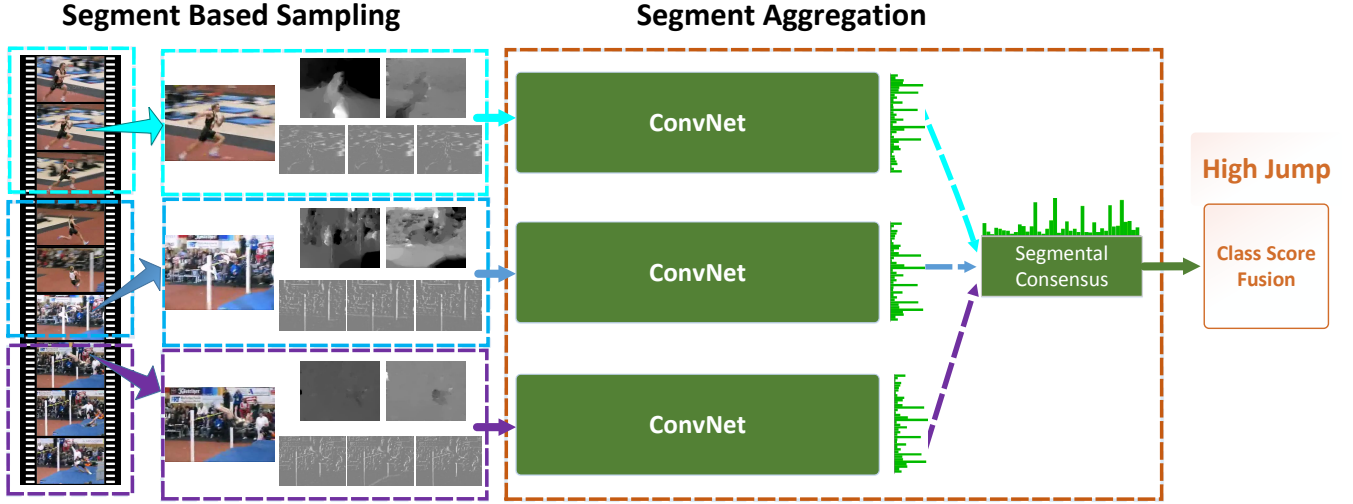 Segment Based Sampling
Segment Aggregation
ConvNet
ConvNet
ConvNet
Segmental
Consensus
High Jump
Class Score
Fusion